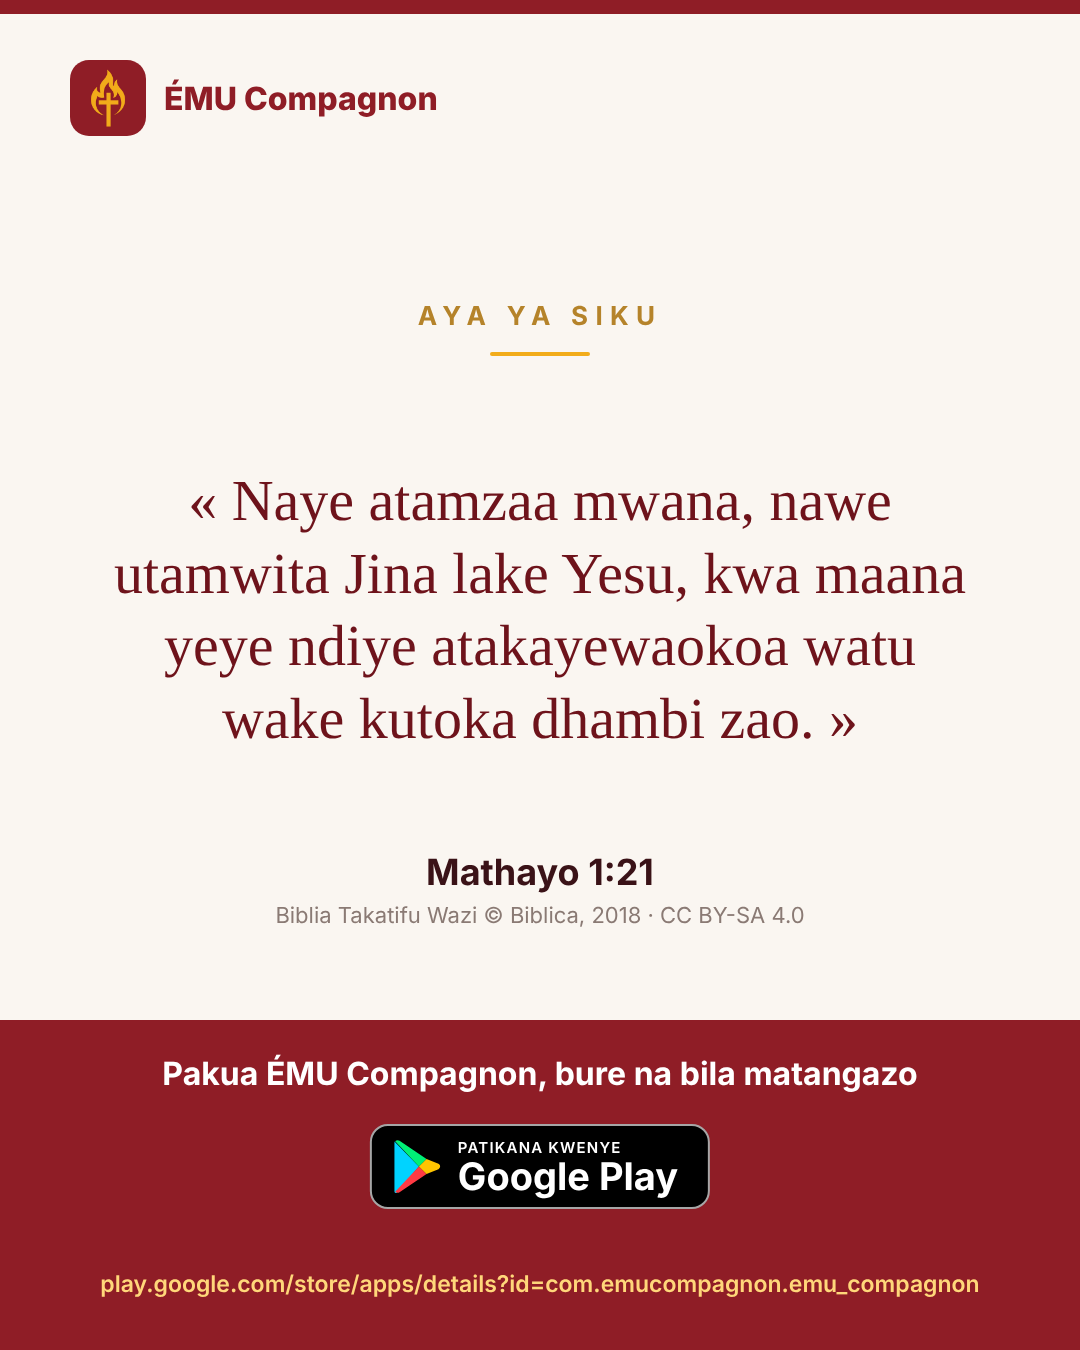 ÉMU Compagnon
AYA YA SIKU
« Naye atamzaa mwana, nawe
utamwita Jina lake Yesu, kwa maana
yeye ndiye atakayewaokoa watu
wake kutoka dhambi zao. »
Mathayo 1:21
Biblia Takatifu Wazi © Biblica, 2018 · CC BY-SA 4.0
Pakua ÉMU Compagnon, bure na bila matangazo
PATIKANA KWENYE
Google Play
play.google.com/store/apps/details?id=com.emucompagnon.emu_compagnon